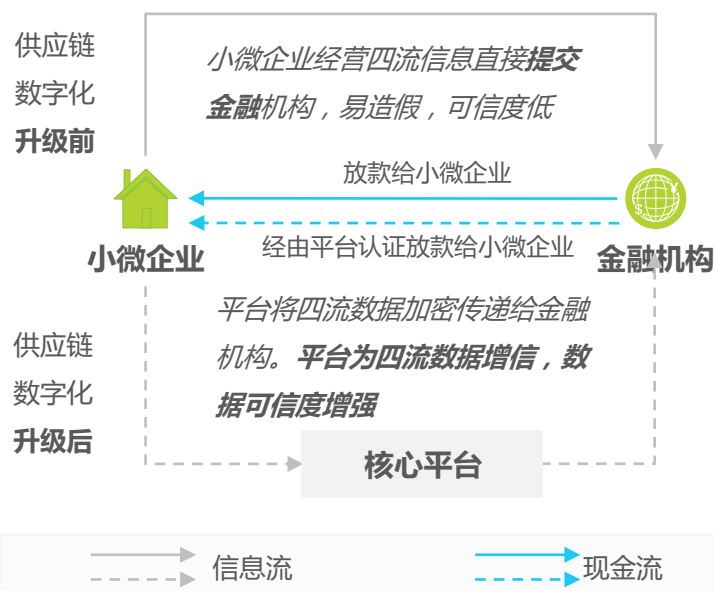 供应链
数字化
升级前
小微企业经营四流信息直接提交
金融机构，易造假，可信度低
放款给小微企业
¥
$
经由平台认证放款给小微企业
小微企业
金融机构
平台将四流数据加密传递给金融
机构。平台为四流数据增信，数
据可信度增强
供应链
数字化
升级后
核心平台
信息流
现金流